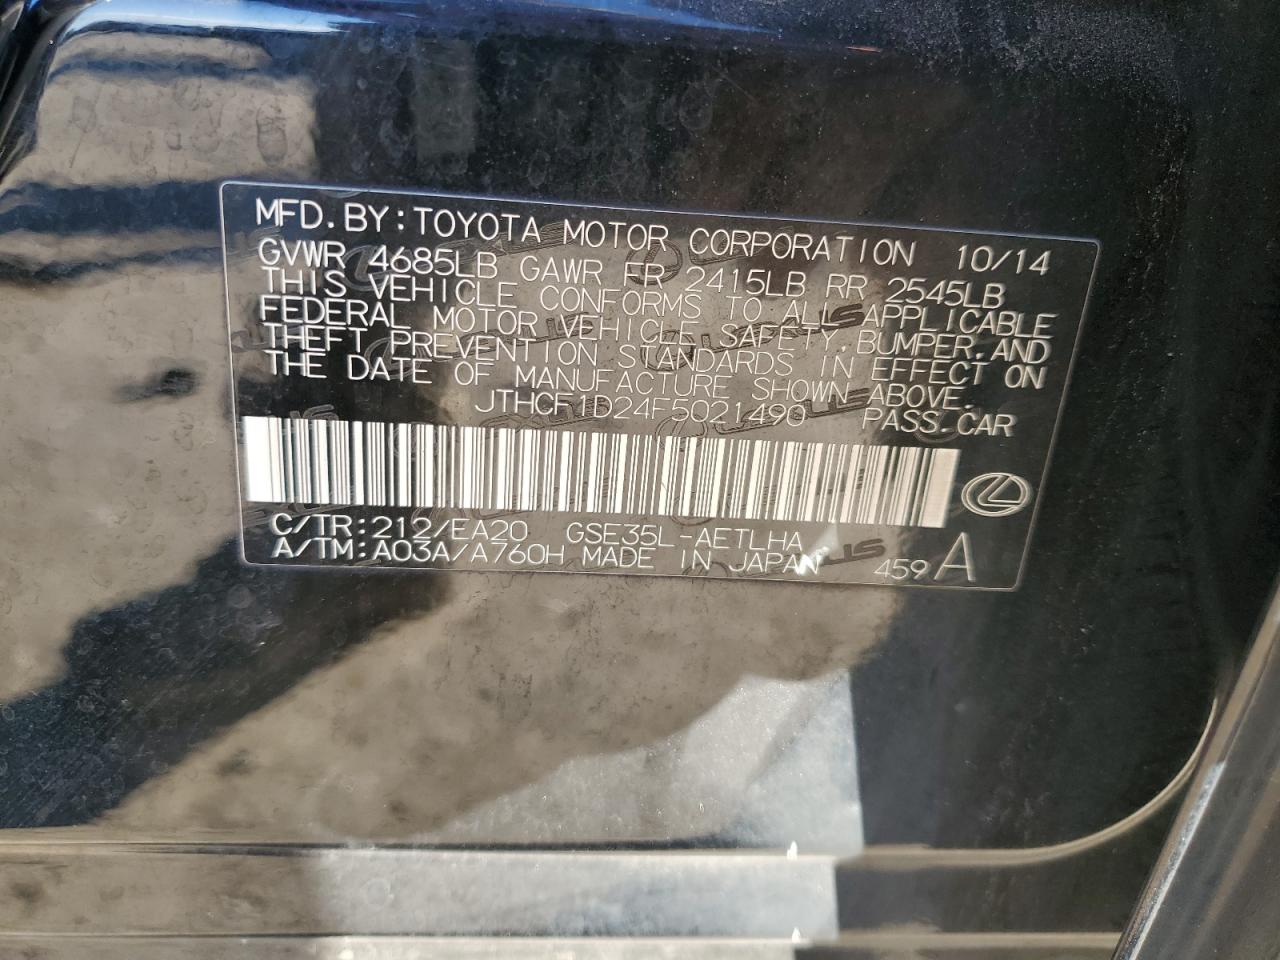 MFD. BY: TOYOTA MOTOR CORPORATION 10/14
GVWR 4685LB GAWR FR 2415LB RR 2545LB
THIS VEHICLE CONFORMS TO ALL APPLICABLE
FEDERAL MOTOR VEHICLE SAFETY, BUMPER, AND
THEFT PREVENTION STANDARDS IN EFFECT ON
THE DATE OF MANUFACTURE SHOWN ABOVE.
JTHCF1D24F5021490 PASS. CAR
C/TR: 212/EA20 GSE35L-AETLHA
A/TM: A03A/A760H MADE IN JAPAN 459 A